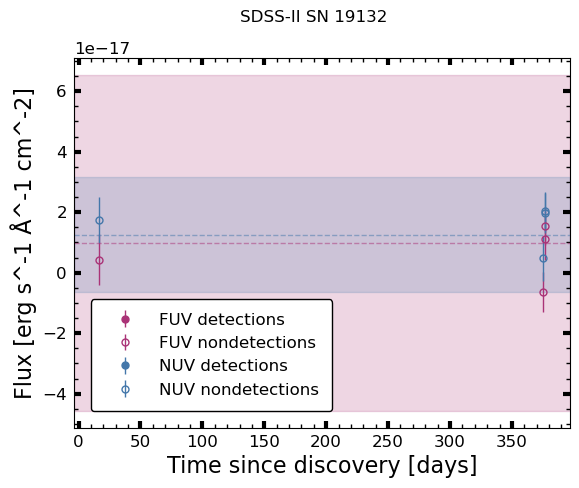 SDSS-II SN 19132
1e−17
6
4
2
0
−2
−4
Flux [erg s^-1 Å^-1 cm^-2]
FUV detections
FUV nondetections
NUV detections
NUV nondetections
0 50 100 150 200 250 300 350
Time since discovery [days]